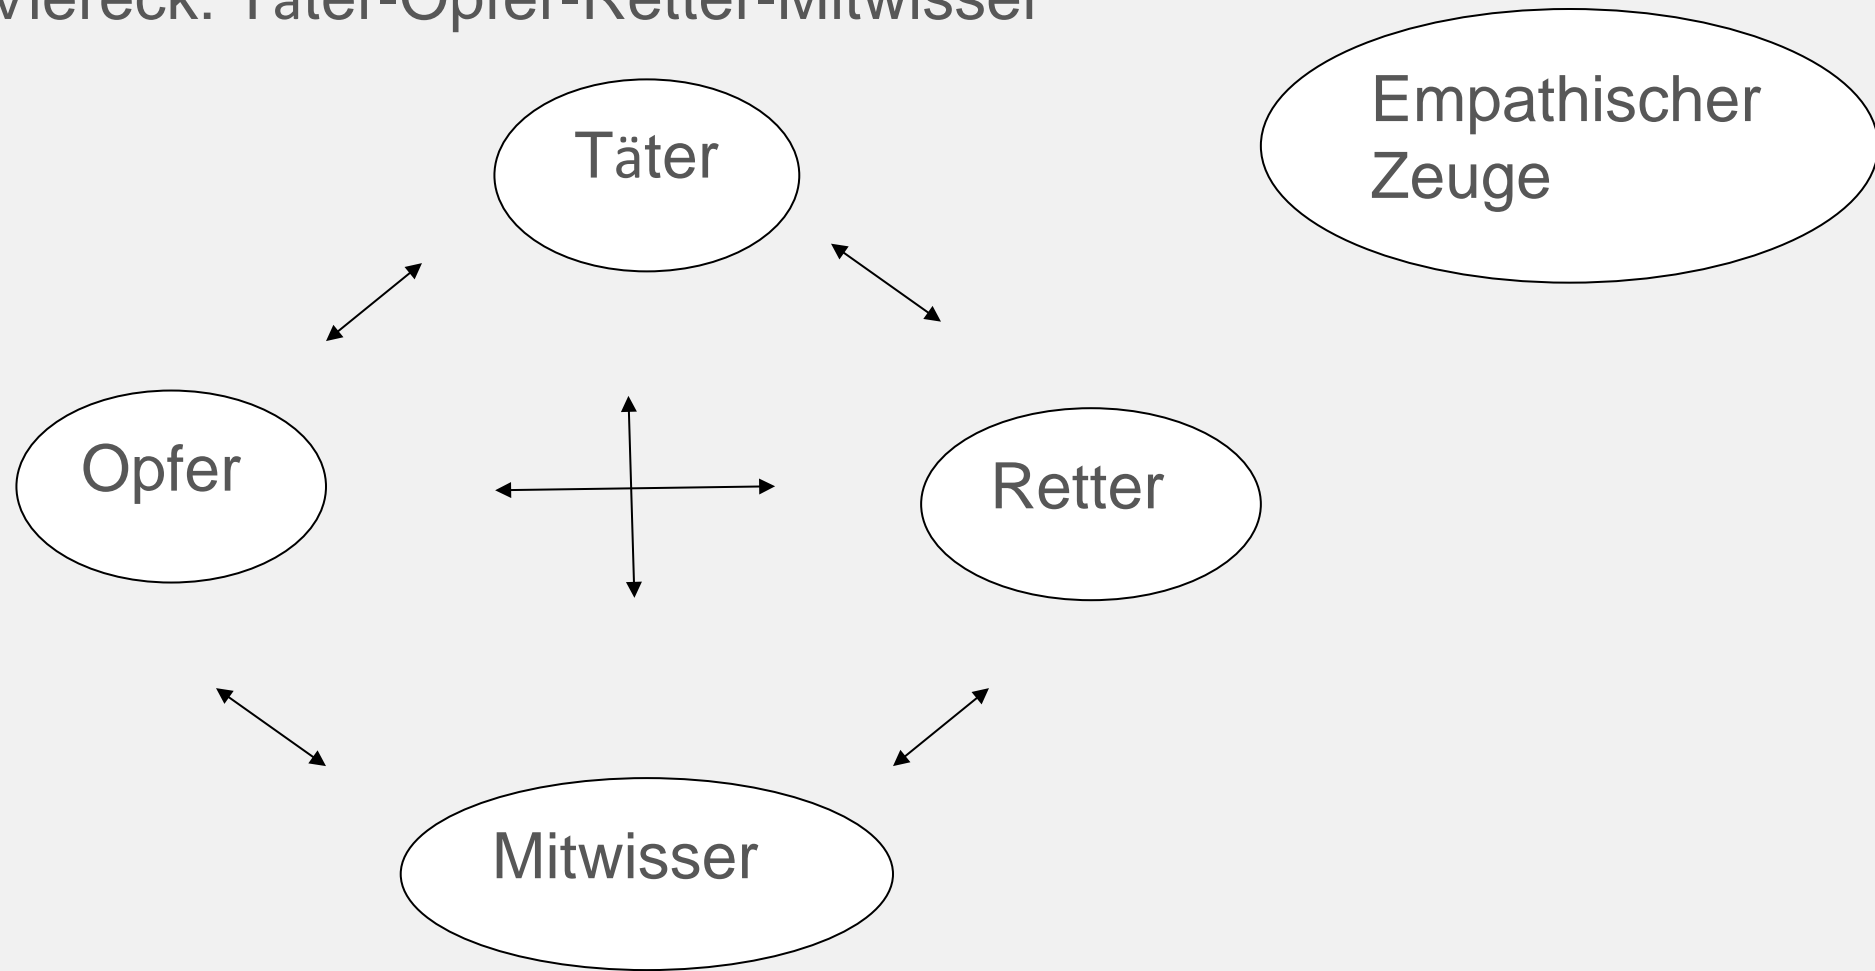 Viereck: Täter-Opfer-Retter-Mitwisser
Empathischer
Zeuge
Täter
Opfer
Retter
Mitwisser